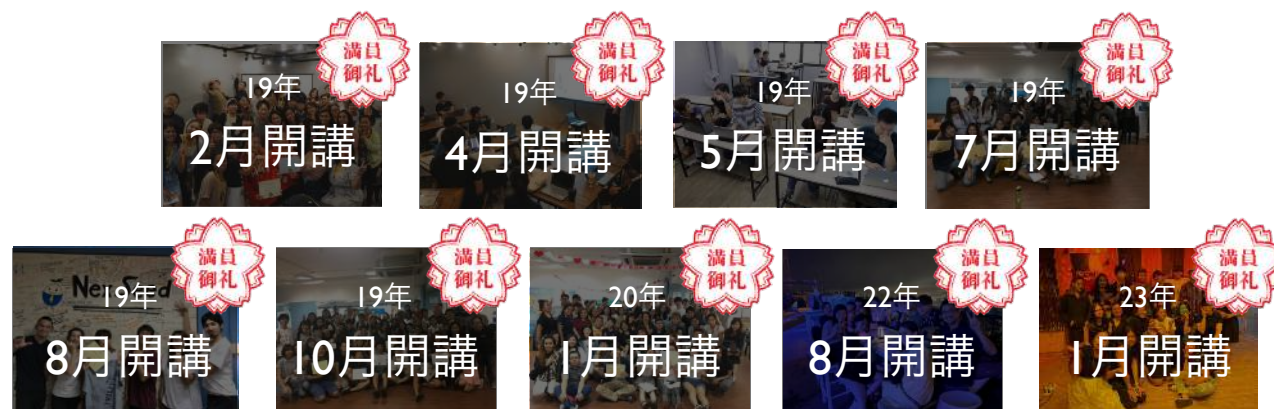 満員
御礼
19年
2月開講
満員
御礼
19年
4月開講
満員
御礼
19年
5月開講
満員
御礼
19年
7月開講
満員
御礼
19年
8月開講
満員
御礼
19年
10月開講
満員
御礼
20年
1月開講
満員
御礼
22年
8月開講
満員
御礼
23年
1月開講